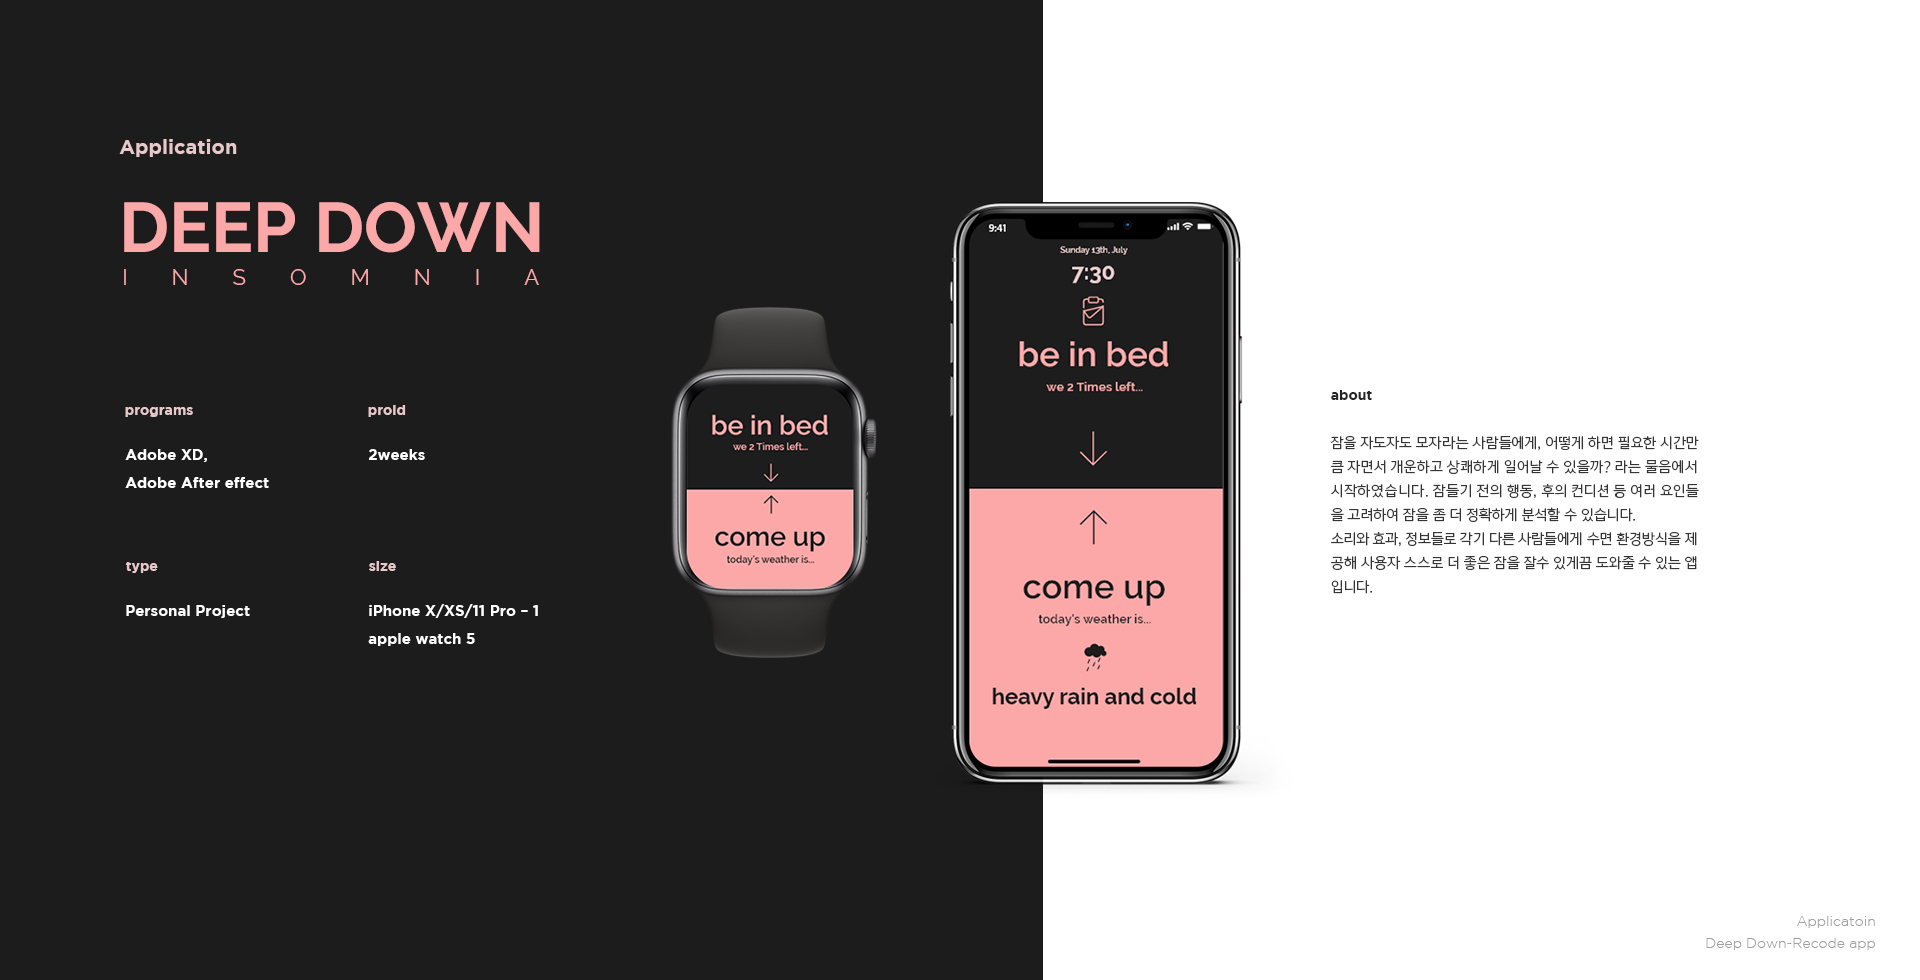 Application
DEEP DOWN
INSOMNIA
programs
Adobe XD,
Adobe After effect
prold
2weeks
type
Personal Project
size
iPhone X/XS/11 Pro – 1
apple watch 5
be in bed
we 2 Times left...
come up
today's weather is...
9:41
Sunday 13th, July
7:30
be in bed
we 2 Times left...
come up
today's weather is...
heavy rain and cold
about
잠을 자도자도 모자라는 사람들에게, 어떻게 하면 필요한 시간만
큼 자면서 개운하고 상쾌하게 일어날 수 있을까? 라는 물음에서
시작하였습니다. 잠들기 전의 행동, 후의 컨디션 등 여러 요인들
을 고려하여 잠을 좀 더 정확하게 분석할 수 있습니다.
소리와 효과, 정보들로 각기 다른 사람들에게 수면 환경방식을 제
공해 사용자 스스로 더 좋은 잠을 잘수 있게끔 도와줄 수 있는 앱
입니다.
Applicatoin
Deep Down-Recode app